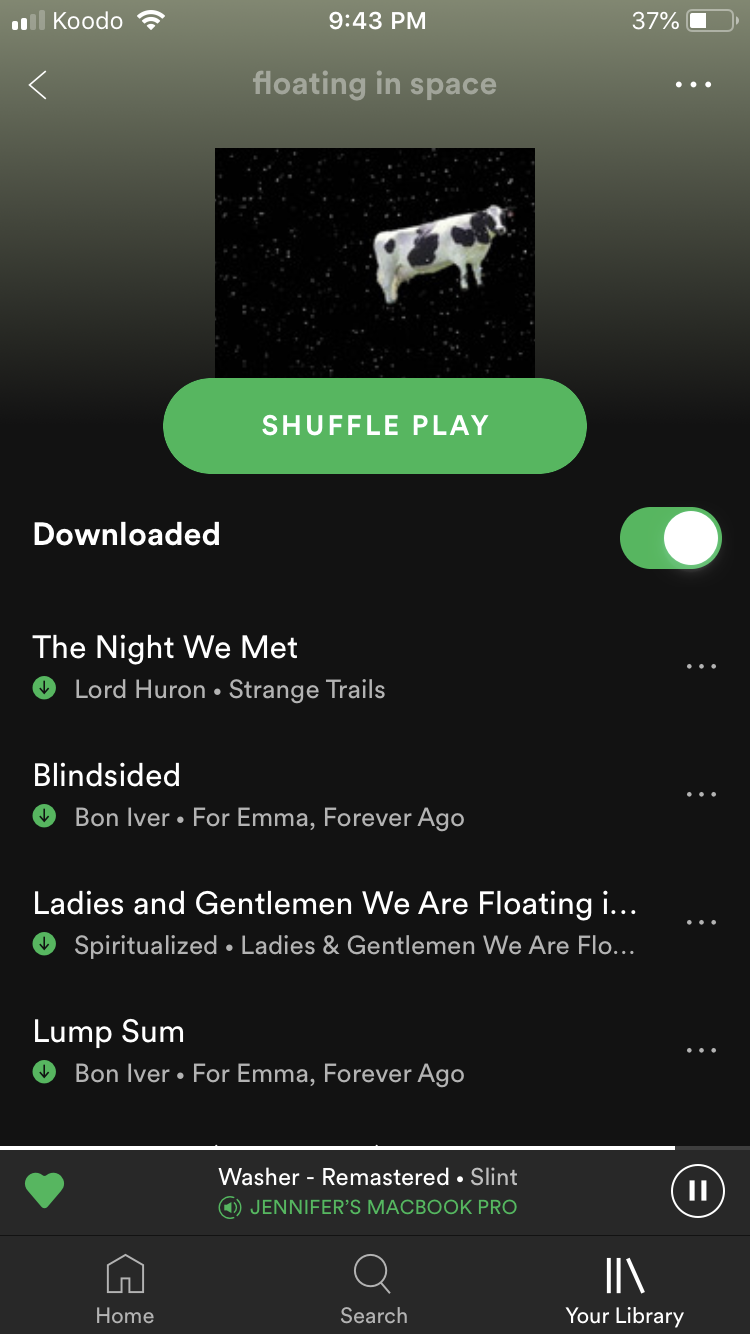 Koodo 9:43 PM 37%
floating in space
SHUFFLE PLAY
Downloaded
The Night We Met
Lord Huron • Strange Trails
Blindsided
Bon Iver • For Emma, Forever Ago
Ladies and Gentlemen We Are Floating i...
Spiritualized • Ladies & Gentlemen We Are Flo...
Lump Sum
Bon Iver • For Emma, Forever Ago
Washer - Remastered • Slint
JENNIFER'S MACBOOK PRO
Home Search Your Library